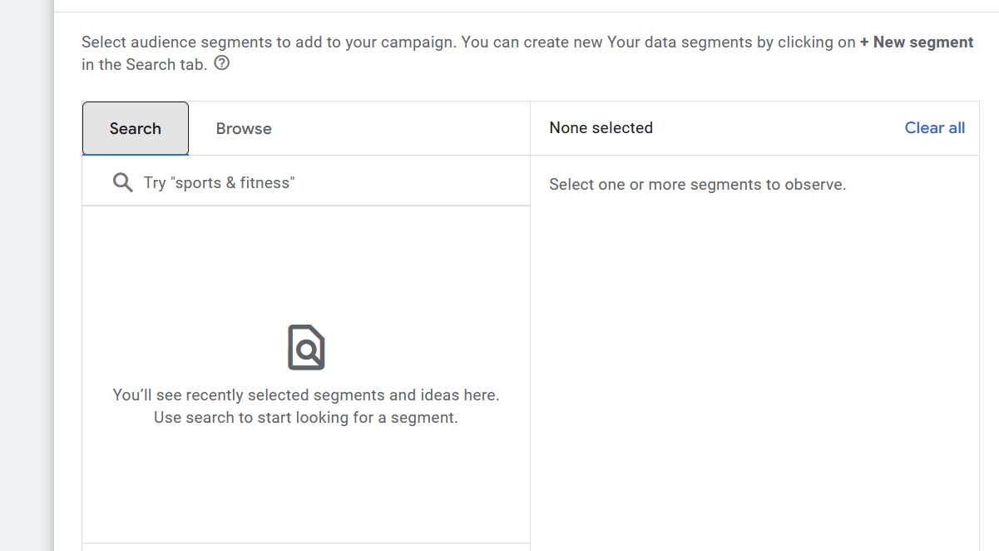 Select audience segments to add to your campaign. You can create new Your data segments by clicking on + New segment
in the Search tab.
Search
Browse
None selected
Clear all
Try "sports & fitness"
Select one or more segments to observe.
You’ll see recently selected segments and ideas here.
Use search to start looking for a segment.